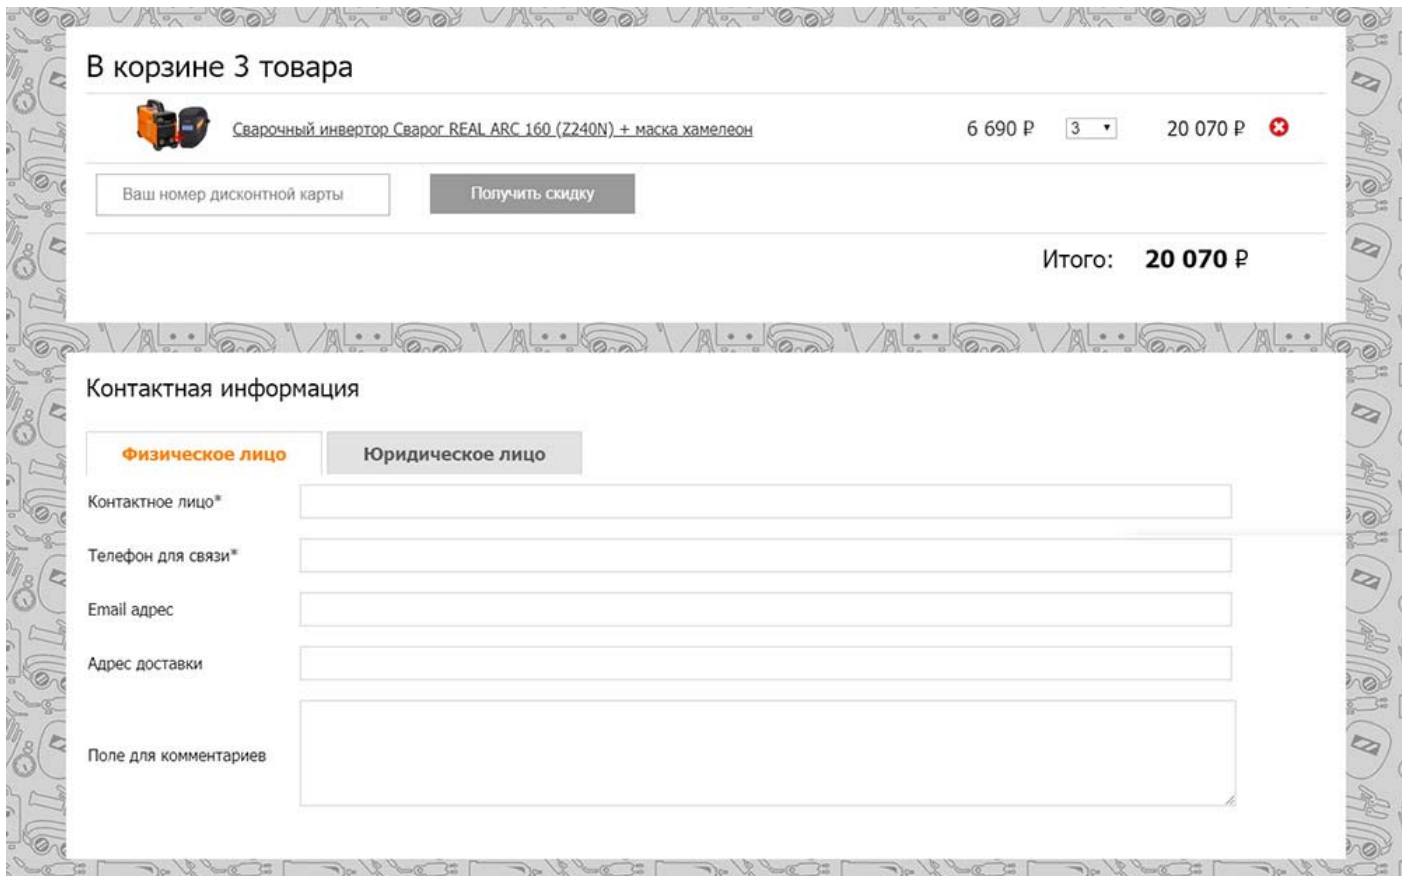 В корзине 3 товара
Сварочный инвертор Сварог REAL ARC 160 (Z240N) + маска хамелеон 6 690 ₽ 3 20 070 ₽
Ваш номер дисконтной карты Получить скидку
Итого: 20 070 ₽
Контактная информация
Физическое лицо Юридическое лицо
Контактное лицо*
Телефон для связи*
Email адрес
Адрес доставки
Поле для комментариев